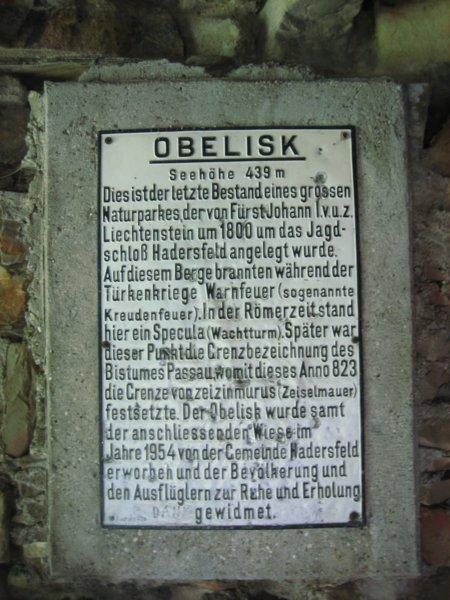 OBELISK
Seehöhe 439 m
Dies ist der letzte Bestand eines grossen
Naturparkes, der von Fürst Johann I.v.u.z.
Liechtenstein um 1800 um das Jagd-
schloß Hadersfeld angelegt wurde.
Auf diesem Berge brannten während der
Türkenkriege Warnfeuer (sogenannte
Kreudenfeuer). In der Römerzeit stand
hier ein Specula (Wachtturm). Später war
dieser Punkt die Grenzbezeichnung des
Bistumes Passau, womit dieses Anno 823
die Grenze von zeizinmurus (Zeiselmauer)
festsetzte. Der Obelisk wurde samt
der anschliessenden Wiese im
Jahre 1954 von der Gemeinde Hadersfeld
erworben und der Bevölkerung und
den Ausflüglern zur Ruhe und Erholung
gewidmet.